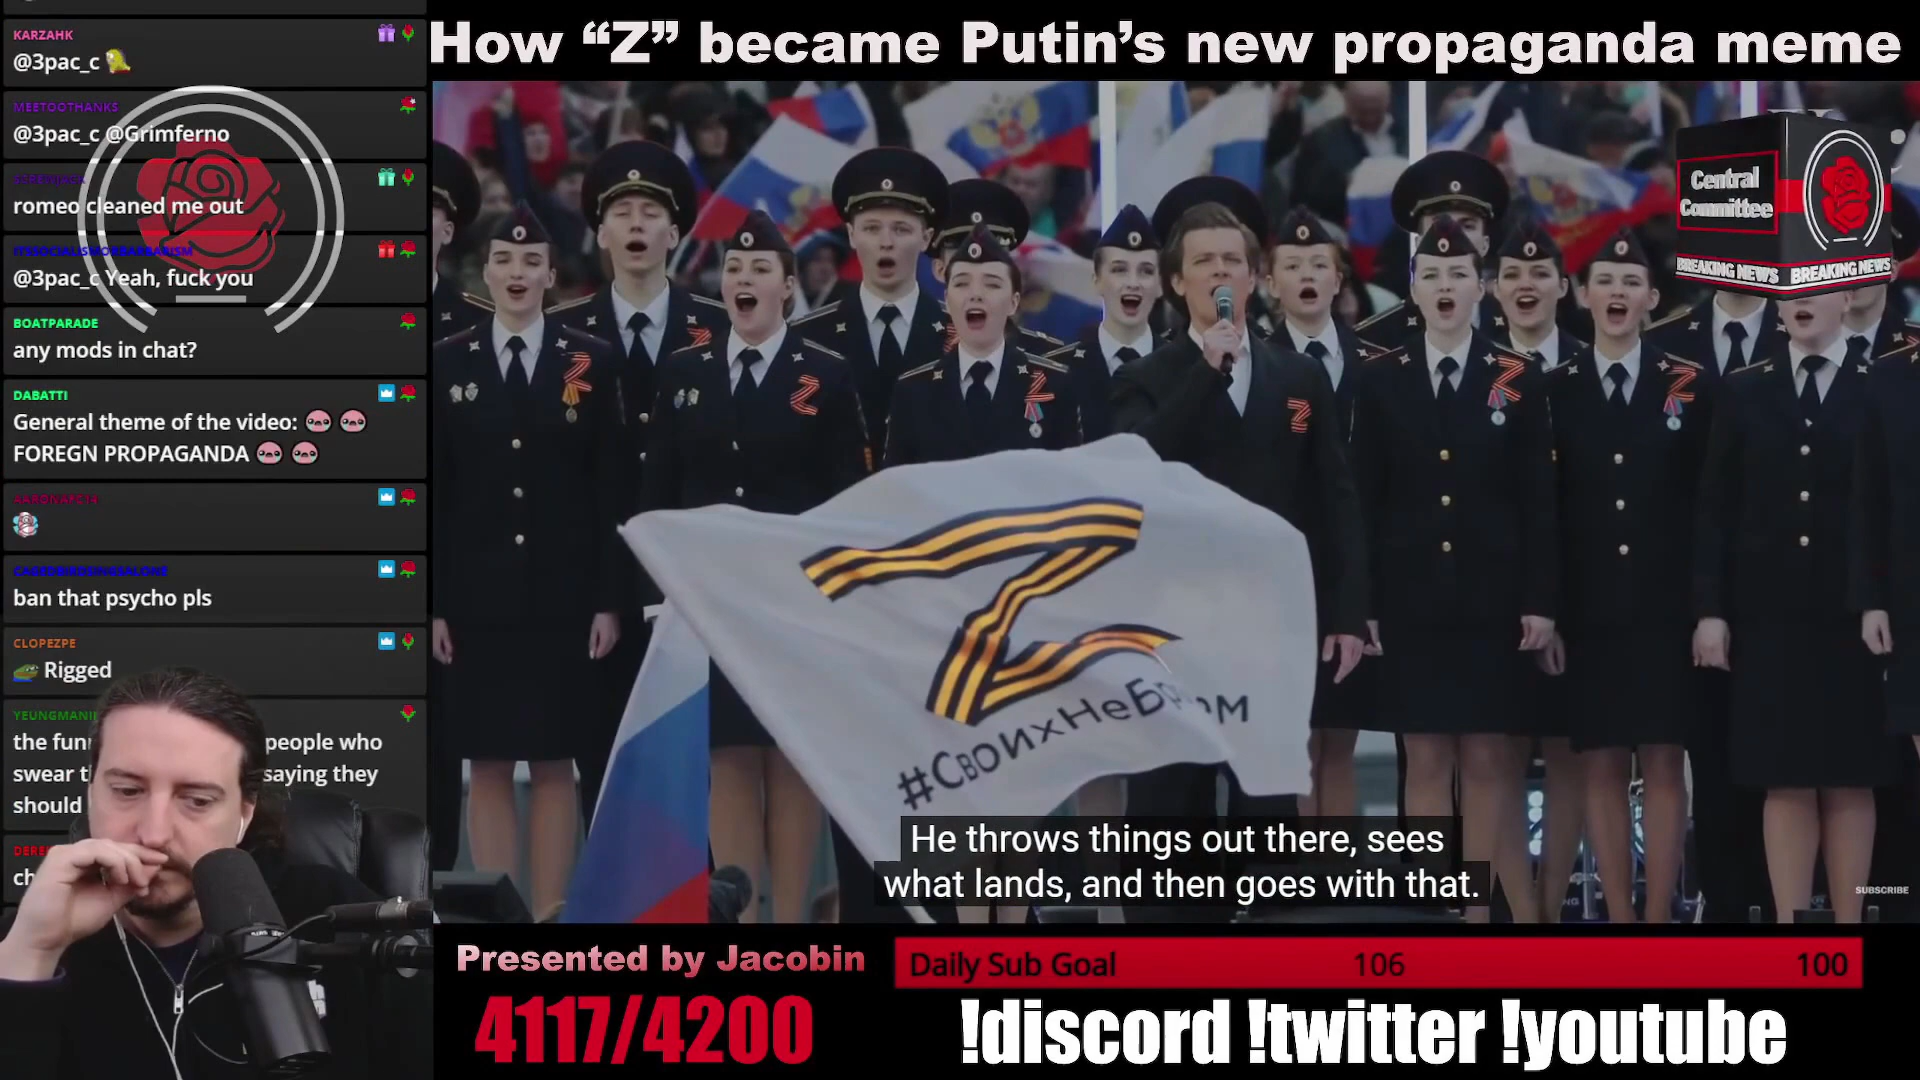 How “Z” became Putin’s new propaganda meme
KARZAHK
@3pac_c
MEETOOTHANKS
@3pac_c @Grimferno
romeo cleaned me out
@3pac_c Yeah, fuck you
BOATPARADE
any mods in chat?
DABATTI
General theme of the video:
FOREGN PROPAGANDA
ban that psycho pls
CLOPEZPE
Rigged
the people who
swear saying they
should
Central
Committee
BREAKING NEWS BREAKING NEWS
#СвоихНе
He throws things out there, sees
what lands, and then goes with that.
SUBSCRIBE
Presented by Jacobin
4117/4200
Daily Sub Goal 106 100
!discord !twitter !youtube